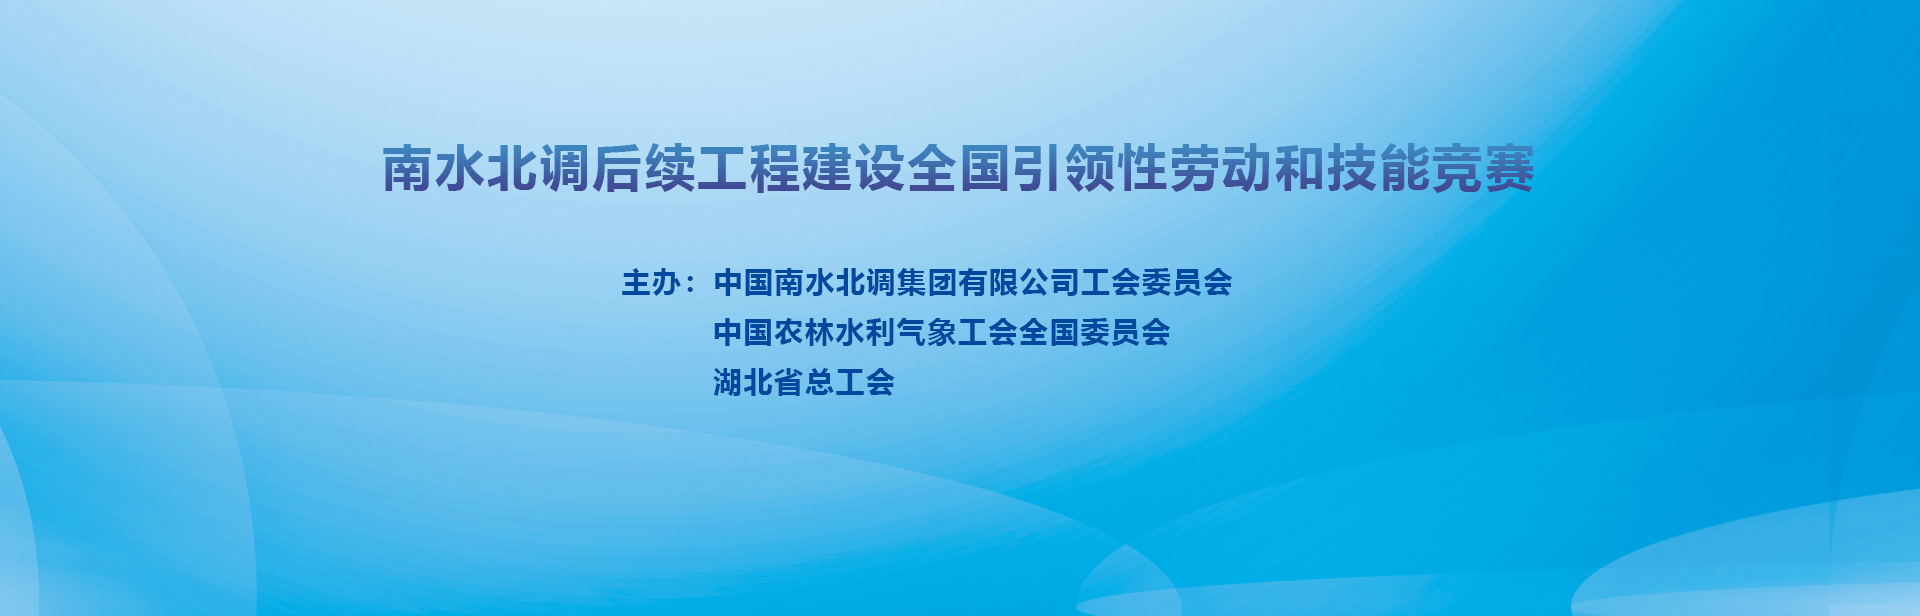 南水北调后续工程建设全国引领性劳动和技能竞赛
主办：中国南水北调集团有限公司工会委员会
中国农林水利气象工会全国委员会
湖北省总工会